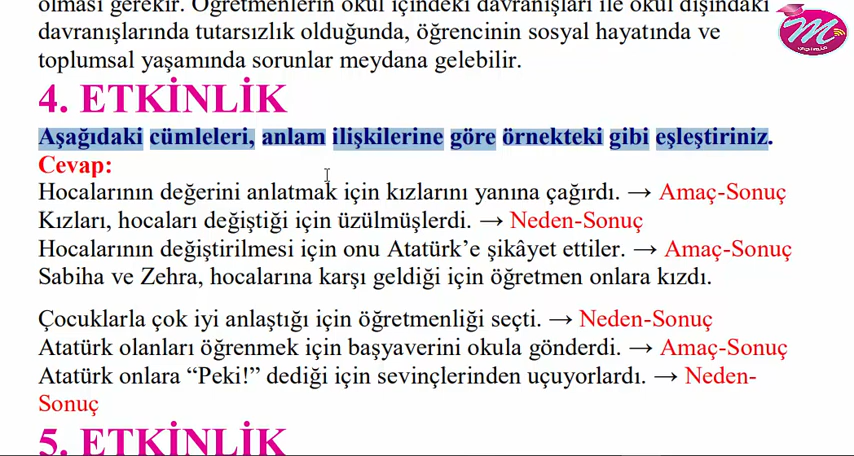 olması gerekir. Öğretmenlerin okul içindeki davranışları ile okul dışındaki
davranışlarında tutarsızlık olduğunda, öğrencinin sosyal hayatında ve
toplumsal yaşamında sorunlar meydana gelebilir.
4. ETKİNLİK
Aşağıdaki cümleleri, anlam ilişkilerine göre örnekteki gibi eşleştiriniz.
Cevap:
Hocalarının değerini anlatmak için kızlarını yanına çağırdı. → Amaç-Sonuç
Kızları, hocaları değiştiği için üzülmüşlerdi. → Neden-Sonuç
Hocalarının değiştirilmesi için onu Atatürk’e şikâyet ettiler. → Amaç-Sonuç
Sabiha ve Zehra, hocalarına karşı geldiği için öğretmen onlara kızdı.
Çocuklarla çok iyi anlaştığı için öğretmenliği seçti. → Neden-Sonuç
Atatürk olanları öğrenmek için başyaverini okula gönderdi. → Amaç-Sonuç
Atatürk onlara “Peki!” dediği için sevinçlerinden uçuyorlardı. → Neden-
Sonuç
5. ETKİNLİK